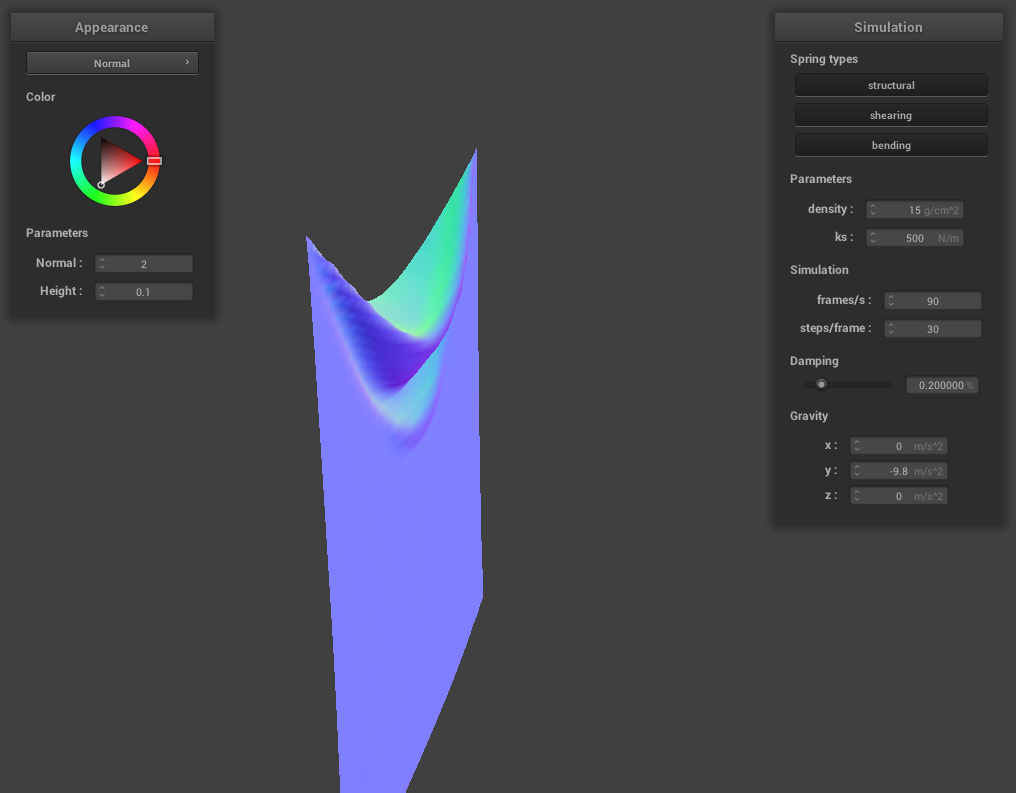 Appearance
Normal ›
Color
Parameters
Normal : 2
Height : 0.1
Simulation
Spring types
structural
shearing
bending
Parameters
density : 15 g/cm^2
ks : 500 N/m
Simulation
frames/s : 90
steps/frame : 30
Damping
0.200000 %
Gravity
x : 0 m/s^2
y : -9.8 m/s^2
z : 0 m/s^2